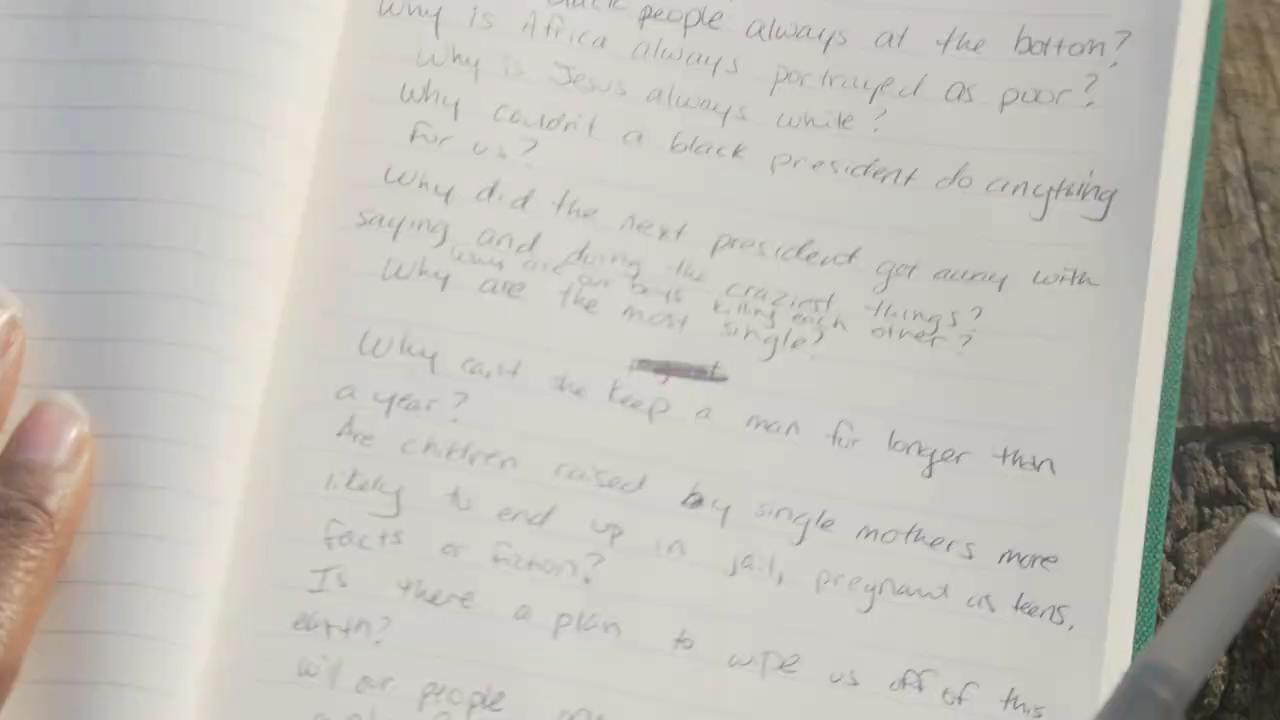 black people always at the bottom?
Why is Africa always portrayed as poor?
Why is Jesus always white?
Why couldn't a black president do anything
for us?
Why did the next president get away with
saying and doing the craziest things?
Why are our boys killing each other?
Why are the most single?
Why can't she keep a man for longer than
a year?
Are children raised by single mothers more
likely to end up in jail, pregnant as teens,
facts or fiction?
Is there a plan to wipe us off of this
earth?
people